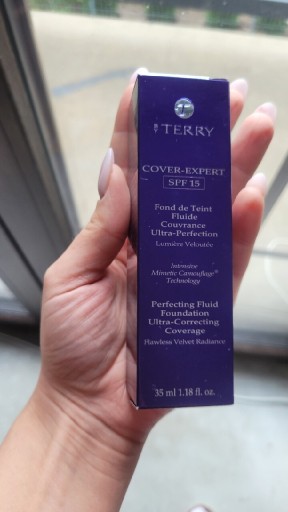 BY TERRY
COVER-EXPERT
SPF 15
Fond de Teint
Fluide
Couvrance
Ultra-Perfection
Lumière Veloutée
Intensive
Mimetic Camouflage®
Technology
Perfecting Fluid
Foundation
Ultra-Correcting
Coverage
Flawless Velvet Radiance
35 ml 1.18 fl. oz.